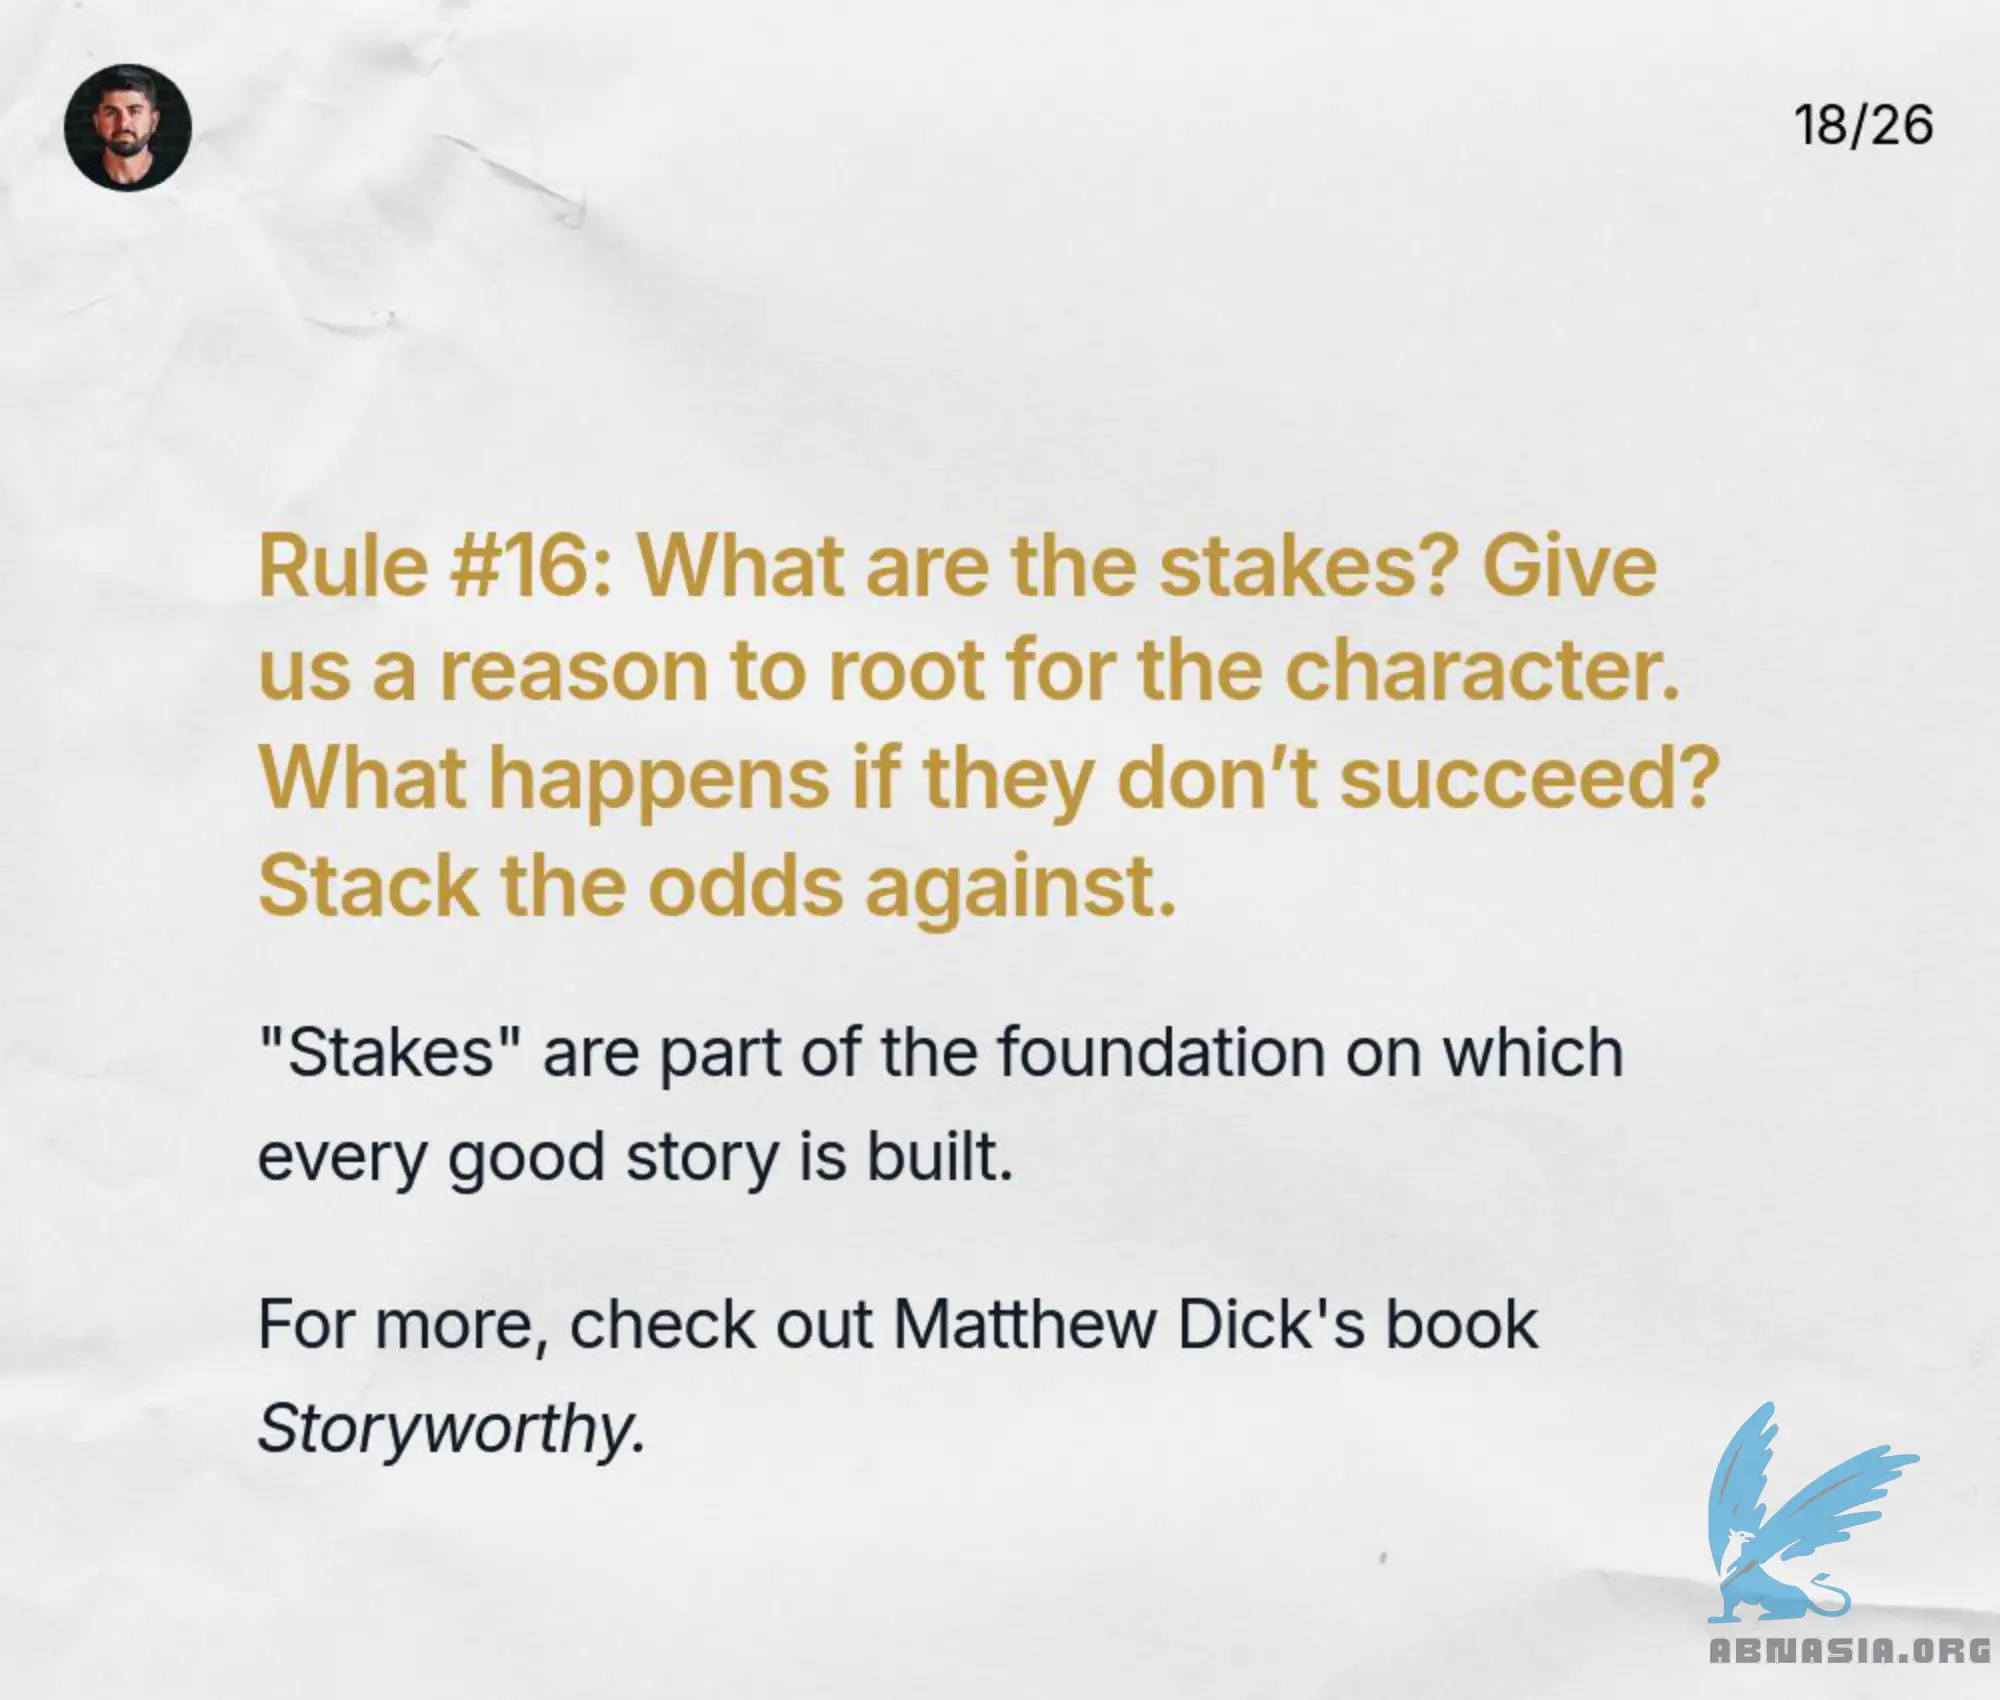 18/26
Rule #16: What are the stakes? Give
us a reason to root for the character.
What happens if they don’t succeed?
Stack the odds against.
"Stakes" are part of the foundation on which
every good story is built.
For more, check out Matthew Dick's book
Storyworthy.
ABNASIA.ORG